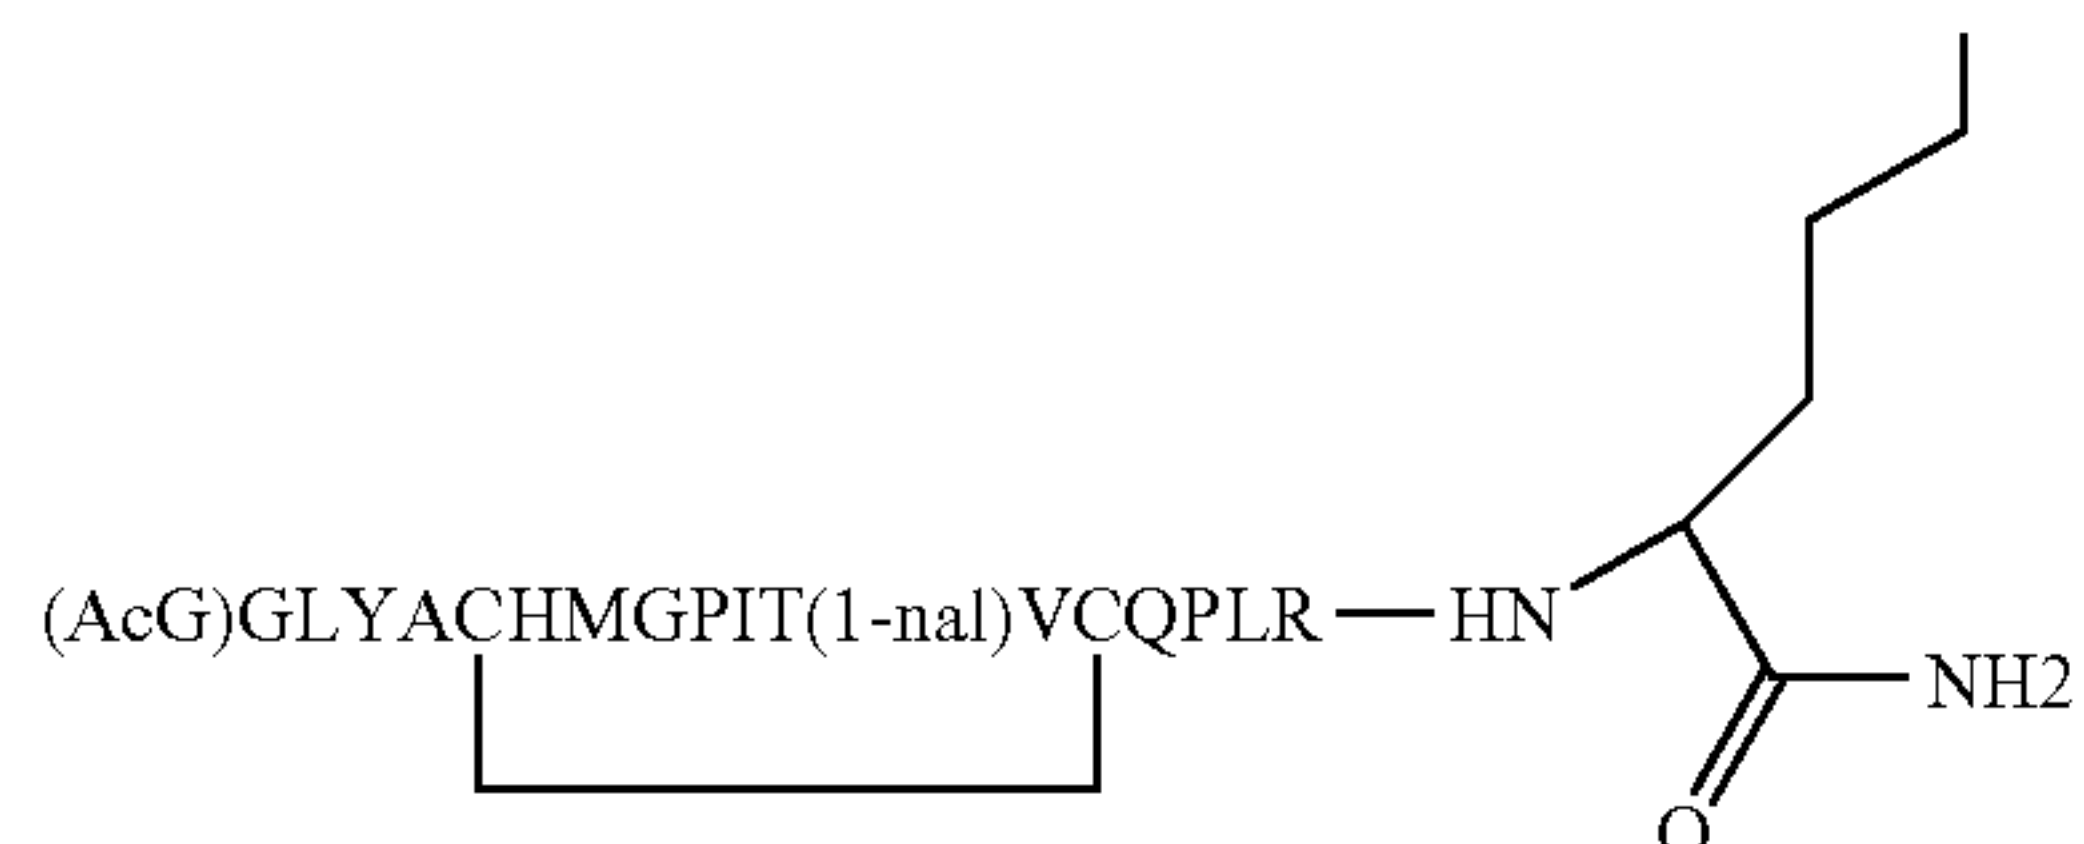 (AcG)GLYACHMGPIT(1-nal)VCQPLR — HN
NH2
O